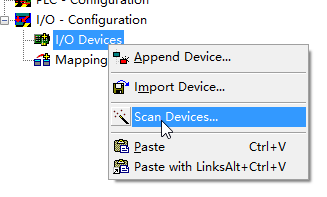 PLC - Configuration
I/O - Configuration
I/O Devices
Mapping
Append Device...
Import Device...
Scan Devices...
Paste Ctrl+V
Paste with LinksAlt+Ctrl+V